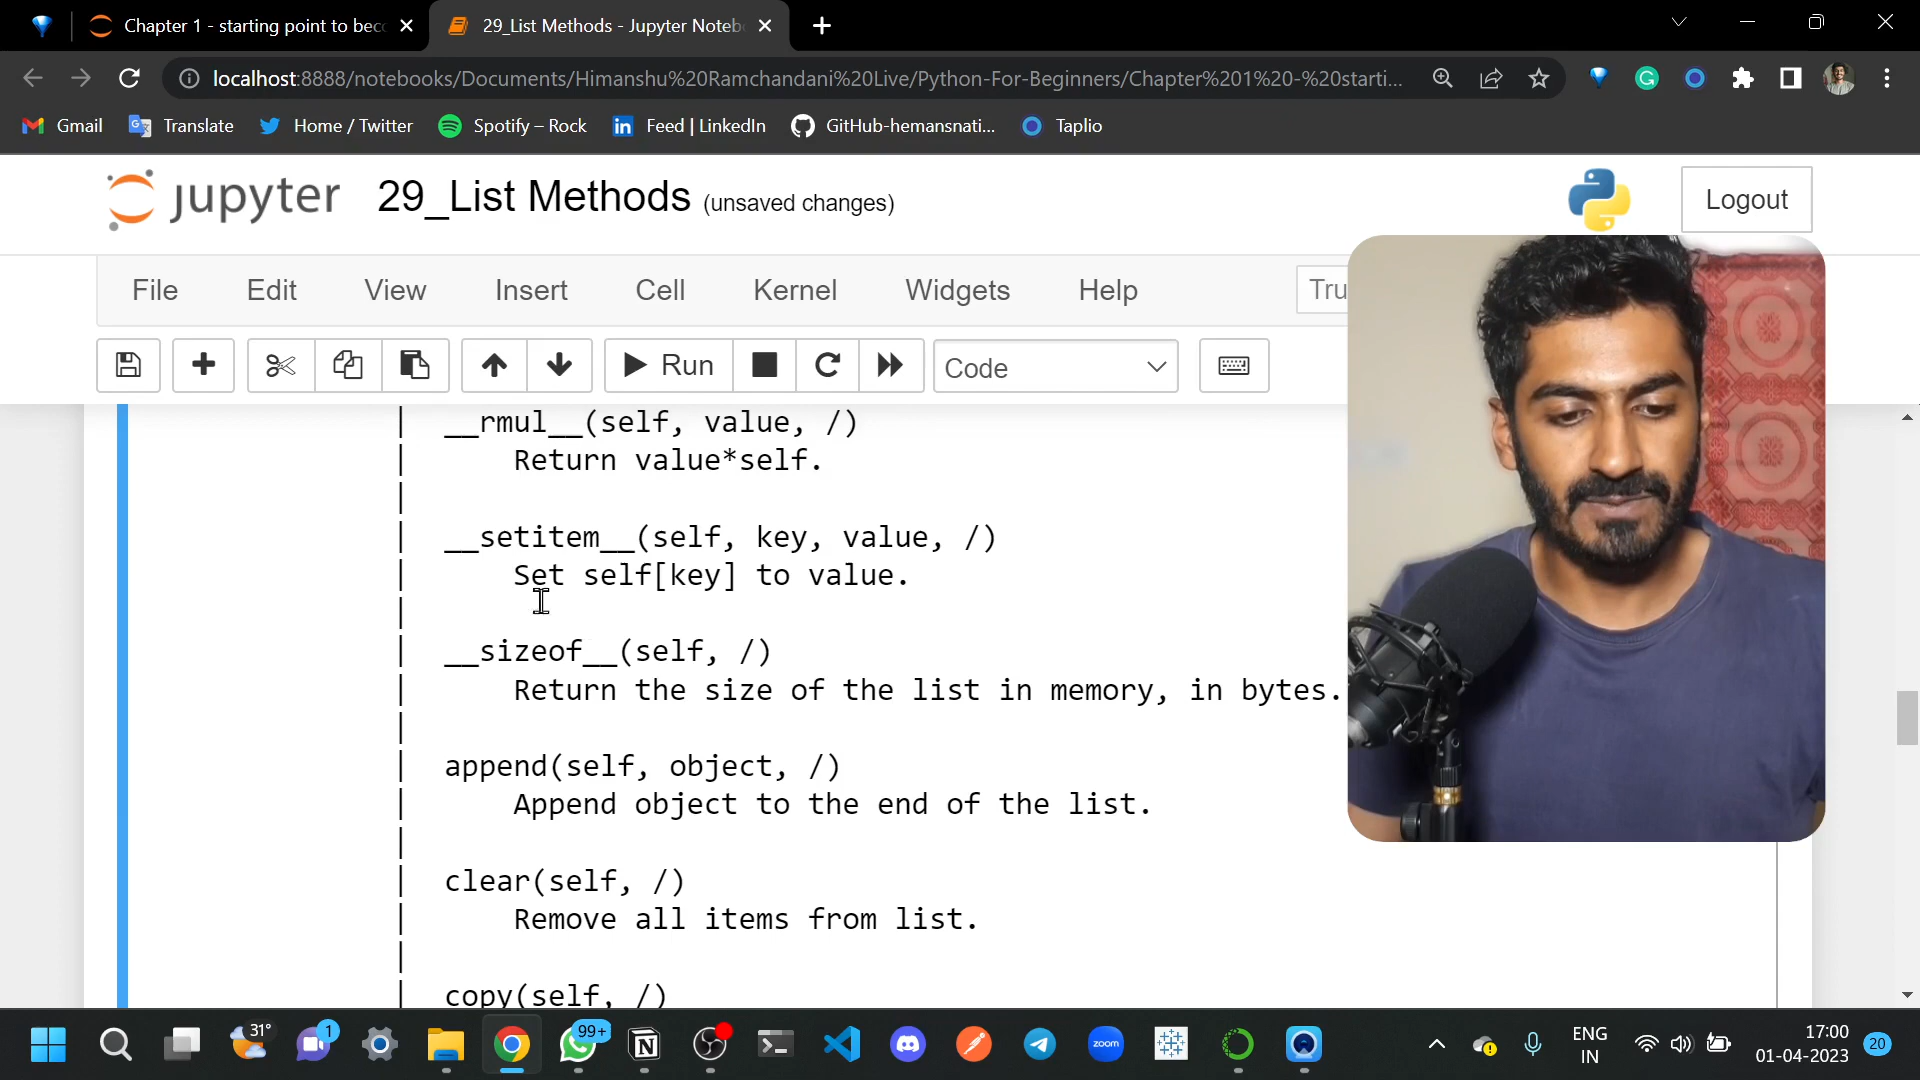 Chapter 1 - starting point to bec
29_List Methods - Jupyter Noteb
localhost:8888/notebooks/Documents/Himanshu%20Ramchandani%20Live/Python-For-Beginners/Chapter%201%20-%20starti...
Gmail Translate Home / Twitter Spotify – Rock Feed | LinkedIn GitHub-hemansnati... Taplio
jupyter 29_List Methods (unsaved changes)
Logout
File Edit View Insert Cell Kernel Widgets Help Tru
Run Code
| __rmul__(self, value, /)
| Return value*self.
|
| __setitem__(self, key, value, /)
| Set self[key] to value.
|
| __sizeof__(self, /)
| Return the size of the list in memory, in bytes.
|
| append(self, object, /)
| Append object to the end of the list.
|
| clear(self, /)
| Remove all items from list.
|
| copy(self, /)
31° 1 99+ zoom
ENG
IN
17:00
01-04-2023
20